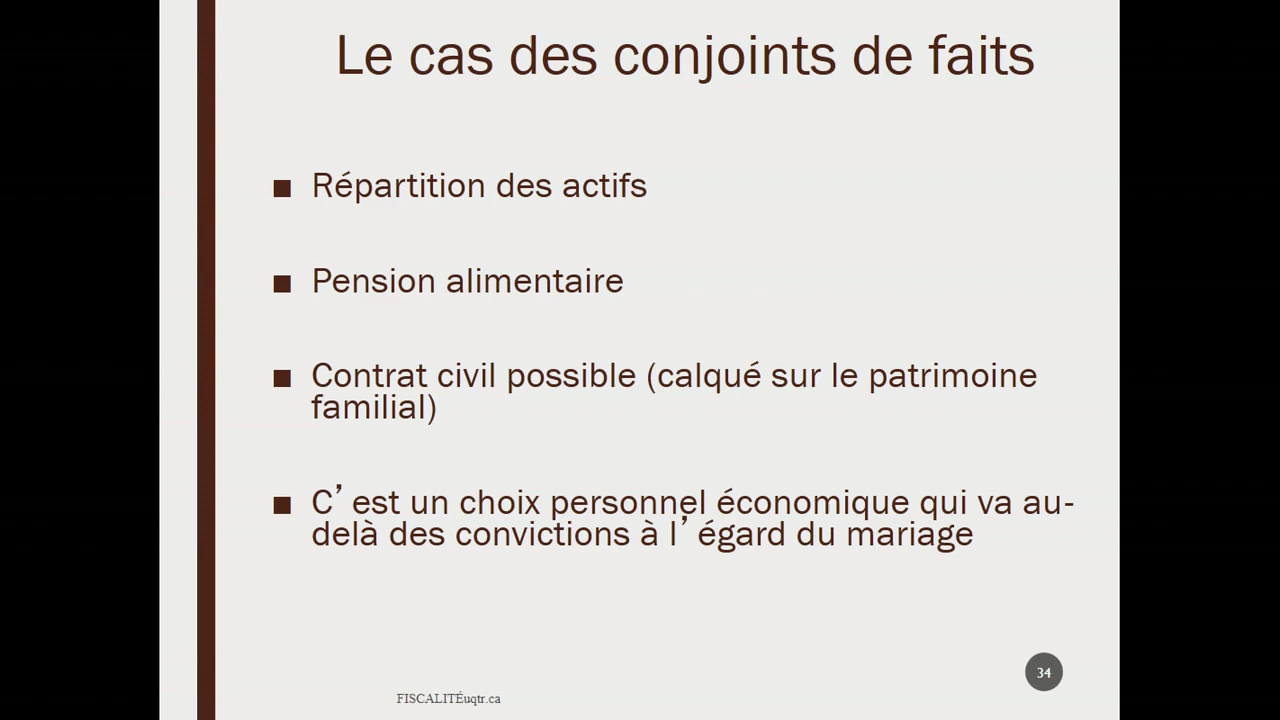 Le cas des conjoints de faits
■ Répartition des actifs
■ Pension alimentaire
■ Contrat civil possible (calqué sur le patrimoine
familial)
■ C’est un choix personnel économique qui va au-
delà des convictions à l’égard du mariage
34
FISCALITÉuqtr.ca